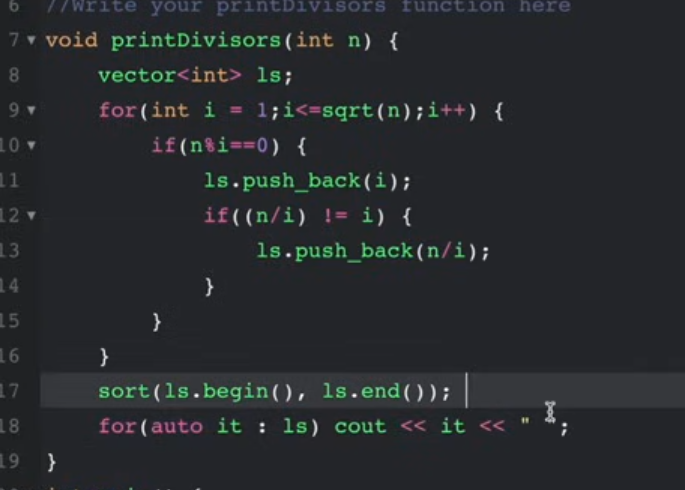 6 //Write your printDivisors function here
7 void printDivisors(int n) {
8 vector<int> ls;
9 for(int i = 1;i<=sqrt(n);i++) {
10 if(n%i==0) {
11 ls.push_back(i);
12 if((n/i) != i) {
13 ls.push_back(n/i);
14 }
15 }
16 }
17 sort(ls.begin(), ls.end());
18 for(auto it : ls) cout << it << " ";
19 }